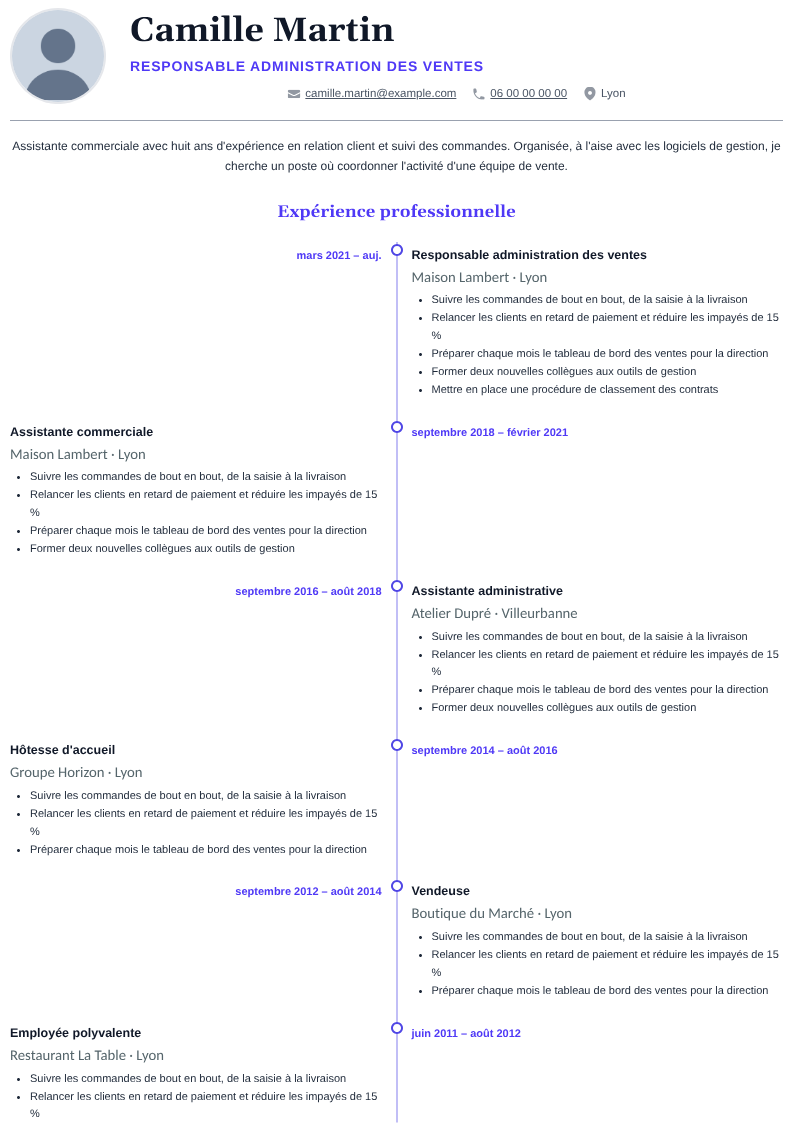 Camille Martin
RESPONSABLE ADMINISTRATION DES VENTES
camille.martin@example.com 06 00 00 00 00 Lyon
Assistante commerciale avec huit ans d'expérience en relation client et suivi des commandes. Organisée, à l'aise avec les logiciels de gestion, je
cherche un poste où coordonner l'activité d'une équipe de vente.
Expérience professionnelle
mars 2021 – auj.
Responsable administration des ventes
Maison Lambert · Lyon
• Suivre les commandes de bout en bout, de la saisie à la livraison
• Relancer les clients en retard de paiement et réduire les impayés de 15
%
• Préparer chaque mois le tableau de bord des ventes pour la direction
• Former deux nouvelles collègues aux outils de gestion
• Mettre en place une procédure de classement des contrats
Assistante commerciale
septembre 2018 – février 2021
Maison Lambert · Lyon
• Suivre les commandes de bout en bout, de la saisie à la livraison
• Relancer les clients en retard de paiement et réduire les impayés de 15
%
• Préparer chaque mois le tableau de bord des ventes pour la direction
• Former deux nouvelles collègues aux outils de gestion
septembre 2016 – août 2018
Assistante administrative
Atelier Dupré · Villeurbanne
• Suivre les commandes de bout en bout, de la saisie à la livraison
• Relancer les clients en retard de paiement et réduire les impayés de 15
%
• Préparer chaque mois le tableau de bord des ventes pour la direction
• Former deux nouvelles collègues aux outils de gestion
Hôtesse d'accueil
septembre 2014 – août 2016
Groupe Horizon · Lyon
• Suivre les commandes de bout en bout, de la saisie à la livraison
• Relancer les clients en retard de paiement et réduire les impayés de 15
%
• Préparer chaque mois le tableau de bord des ventes pour la direction
septembre 2012 – août 2014
Vendeuse
Boutique du Marché · Lyon
• Suivre les commandes de bout en bout, de la saisie à la livraison
• Relancer les clients en retard de paiement et réduire les impayés de 15
%
• Préparer chaque mois le tableau de bord des ventes pour la direction
Employée polyvalente
juin 2011 – août 2012
Restaurant La Table · Lyon
• Suivre les commandes de bout en bout, de la saisie à la livraison
• Relancer les clients en retard de paiement et réduire les impayés de 15
%